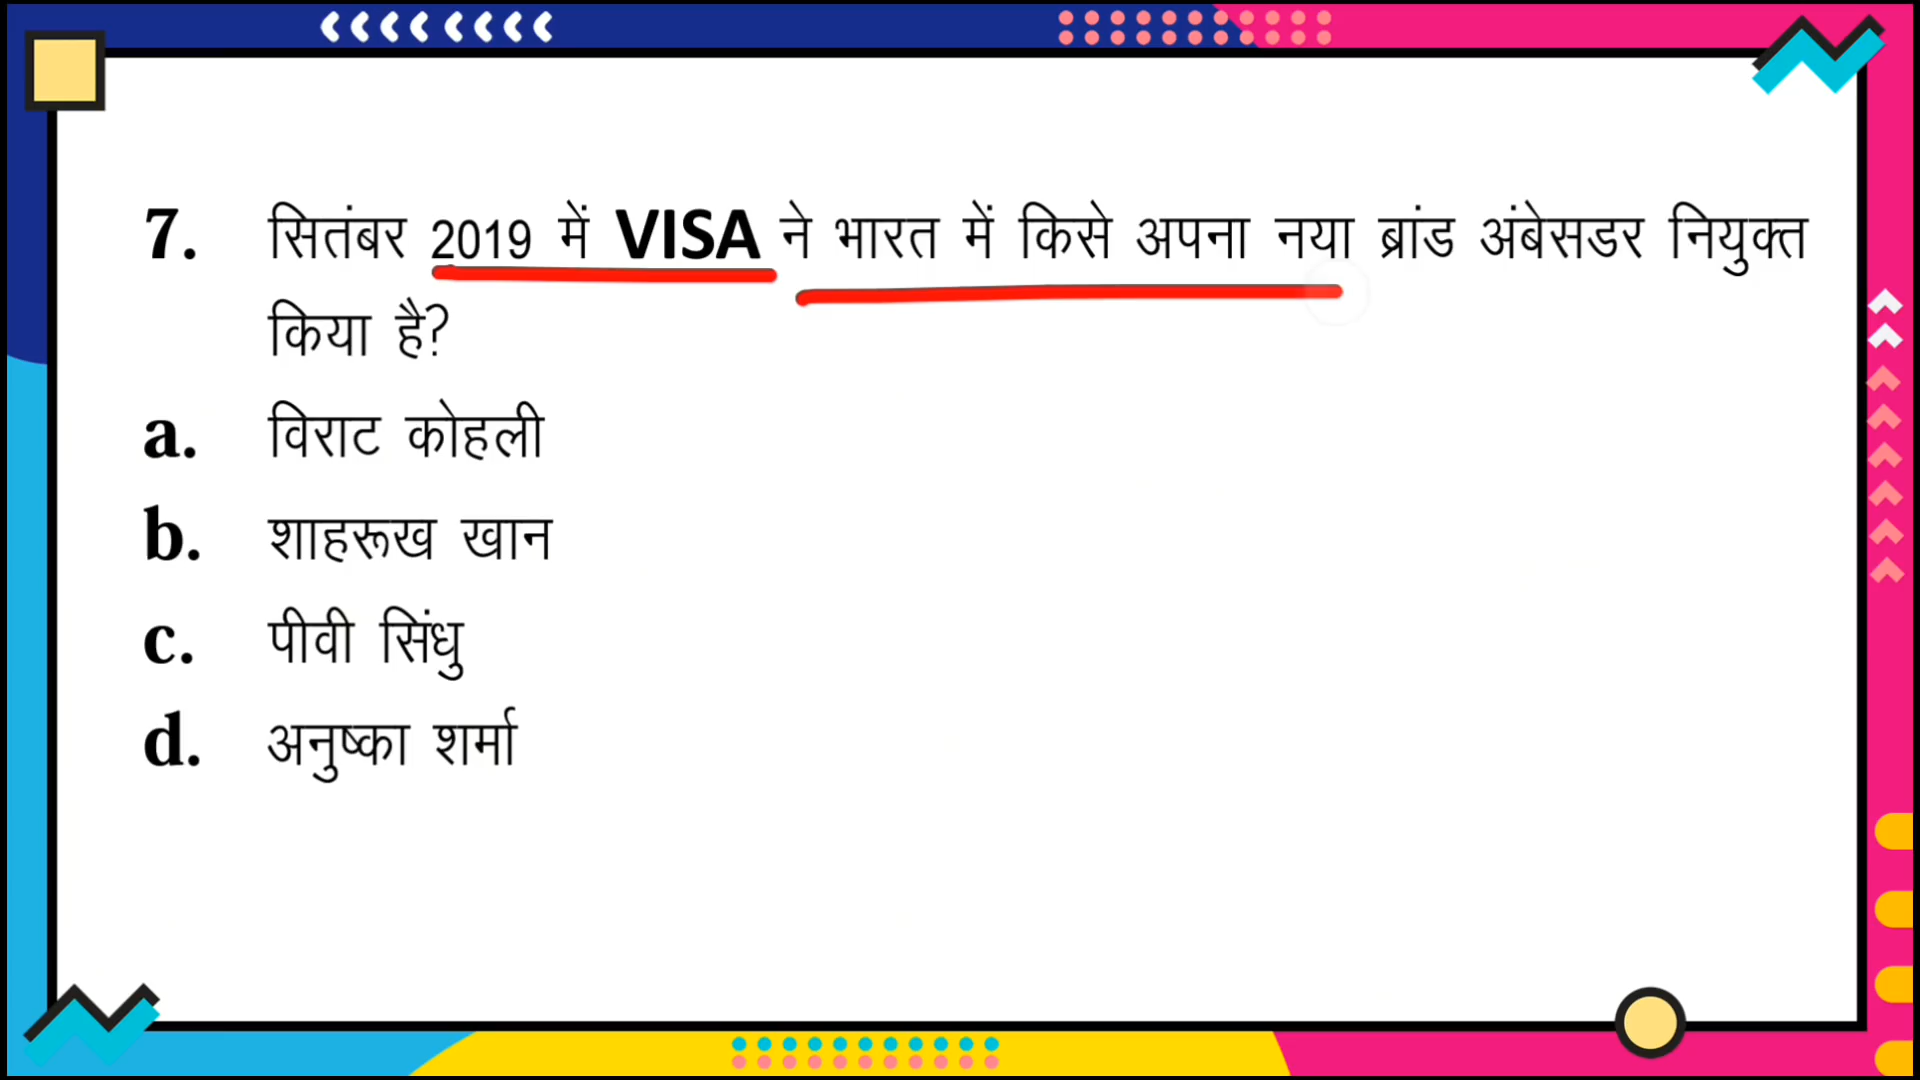 7. सितंबर 2019 में VISA ने भारत में किसे अपना नया ब्रांड अंबेसडर नियुक्त
किया है?
a. विराट कोहली
b. शाहरूख खान
c. पीवी सिंधु
d. अनुष्का शर्मा